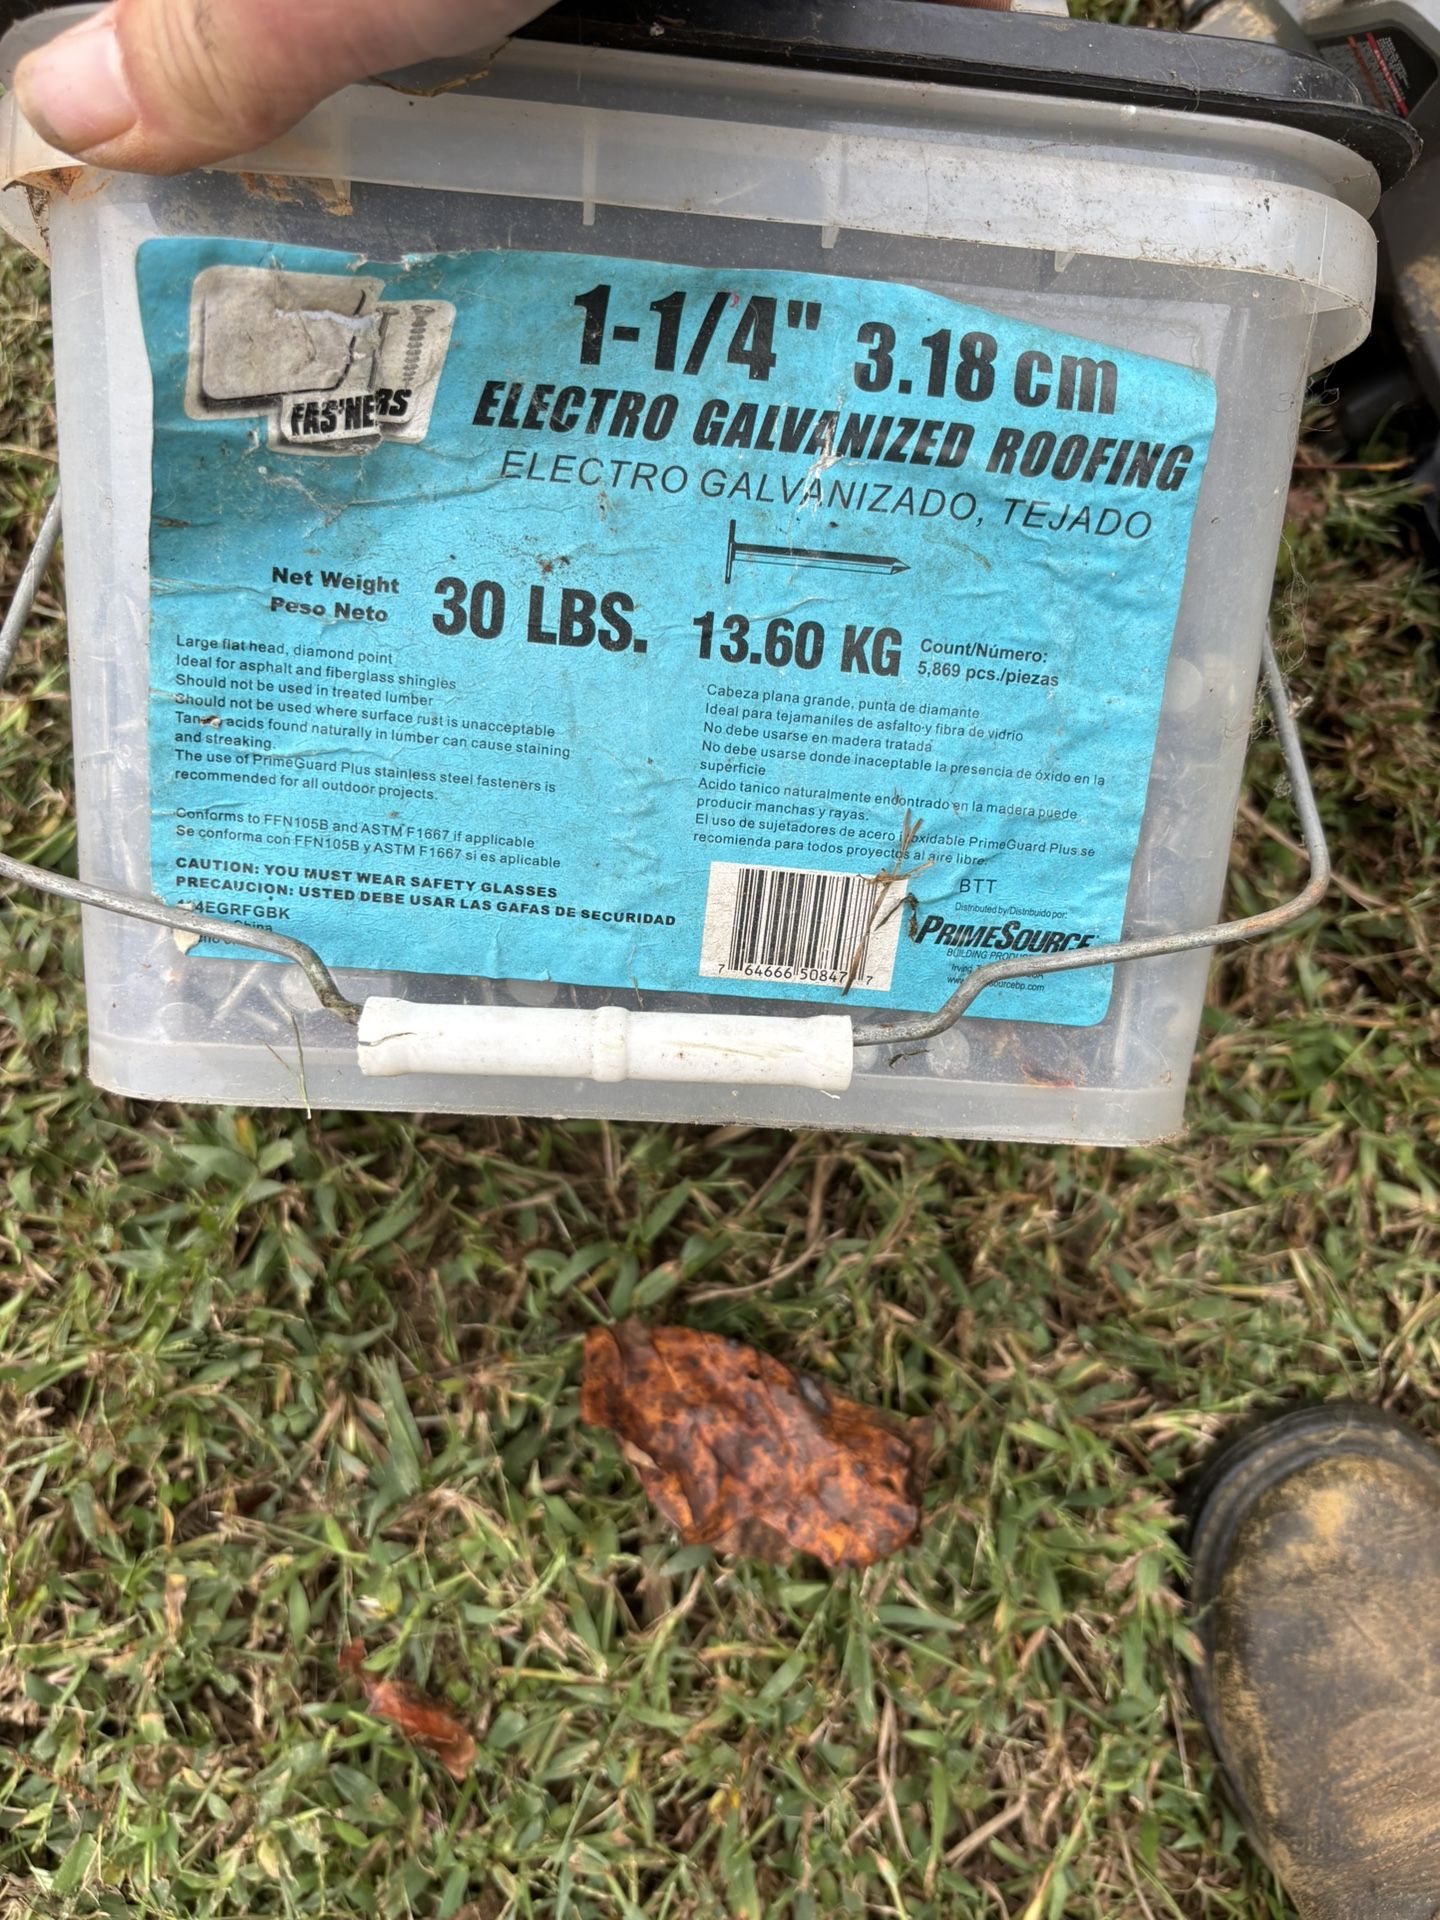 FAS'NERS
1-1/4" 3.18 cm
ELECTRO GALVANIZED ROOFING
ELECTRO GALVANIZADO, TEJADO
Net Weight
Peso Neto
30 LBS. 13.60 KG
Count/Número:
5,869 pcs./piezas
Large flat head, diamond point
Ideal for asphalt and fiberglass shingles
Should not be used in treated lumber
Should not be used where surface rust is unacceptable
acids found naturally in lumber can cause staining
and streaking.
The use of PrimeGuard Plus stainless steel fasteners is
recommended for all outdoor projects.
Conforms to FFN105B and ASTM F1667 if applicable
Se conforma con FFN105B y ASTM F1667 si es aplicable
CAUTION: YOU MUST WEAR SAFETY GLASSES
PRECAUCION: USTED DEBE USAR LAS GAFAS DE SECURIDAD
4EGRFGBK
China
Cabeza plana grande, punta de diamante
Ideal para tejamaniles de asfalto y fibra de vidrio
No debe usarse en madera tratada
No debe usarse donde inaceptable la presencia de óxido en la
superficie
Acido tanico naturalmente encontrado en la madera puede
producir manchas y rayas.
El uso de sujetadores de acero inoxidable PrimeGuard Plus se
recomienda para todos proyectos al aire libre.
7 64666 50847 7
BTT
Distributed by/Distribuido por:
PRIMESOURCE
BUILDING